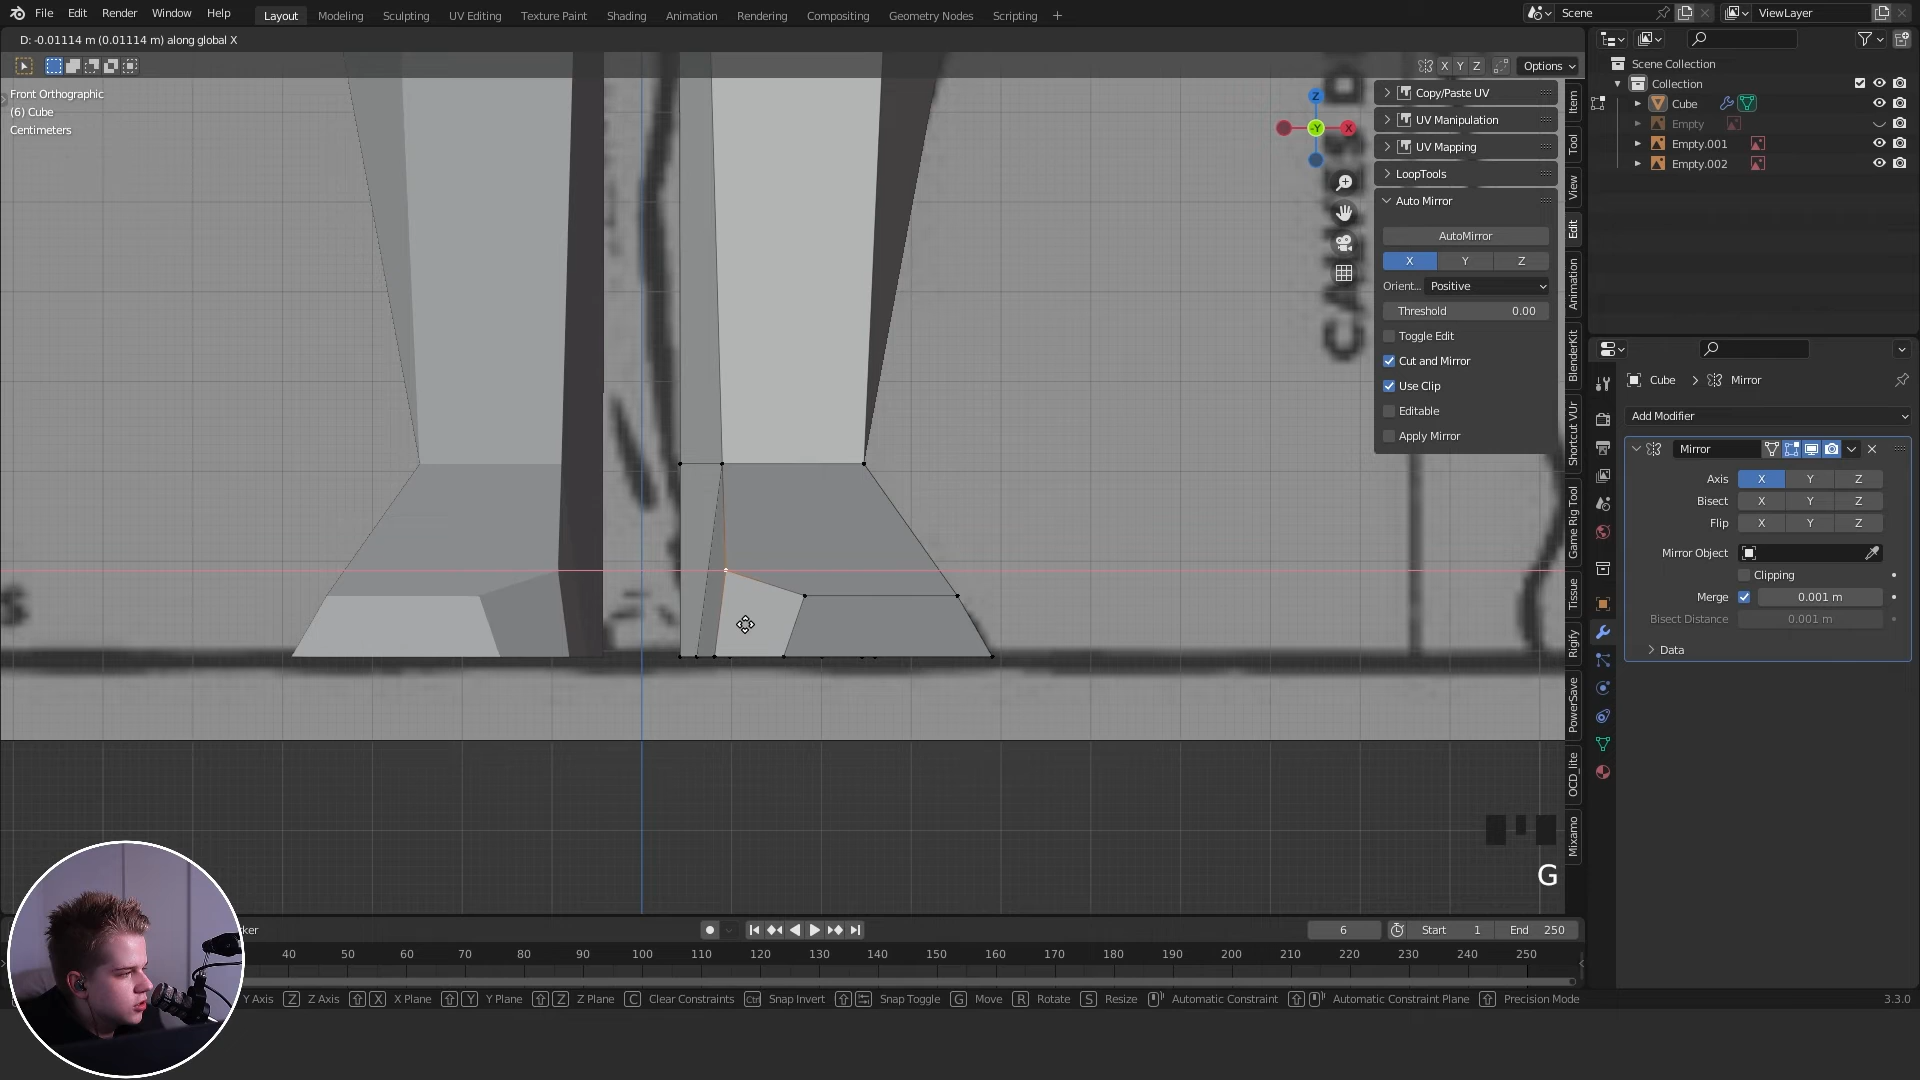 File Edit Render Window Help Layout Modeling Sculpting UV Editing Texture Paint Shading Animation Rendering Compositing Geometry Nodes Scripting + Scene ViewLayer
D: -0.01114 m (0.01114 m) along global X
X Y Z Options
Front Orthographic
(6) Cube
Centimeters
Z
-Y
X
Copy/Paste UV
UV Manipulation
UV Mapping
LoopTools
Auto Mirror
AutoMirror
X Y Z
Orient... Positive
Threshold 0.00
Toggle Edit
Cut and Mirror
Use Clip
Editable
Apply Mirror
Item
Tool
View
Edit
Animation
BlenderKit
Shortcut VUr
Game Rig Tool
Tissue
Rigify
PowerSave
OCD_lite
Mixamo
Scene Collection
Collection
Cube
Empty
Empty.001
Empty.002
Cube > Mirror
Add Modifier
Mirror
Axis X Y Z
Bisect X Y Z
Flip X Y Z
Mirror Object
Clipping
Merge 0.001 m
Bisect Distance 0.001 m
Data
G
ker
6 Start 1 End 250
40 50 60 70 80 90 100 110 120 130 140 150 160 170 180 190 200 210 220 230 240 250
Y Axis Z Z Axis X X Plane Y Y Plane Z Z Plane C Clear Constraints Ctrl Snap Invert Snap Toggle G Move R Rotate S Resize Automatic Constraint Automatic Constraint Plane Precision Mode 3.3.0